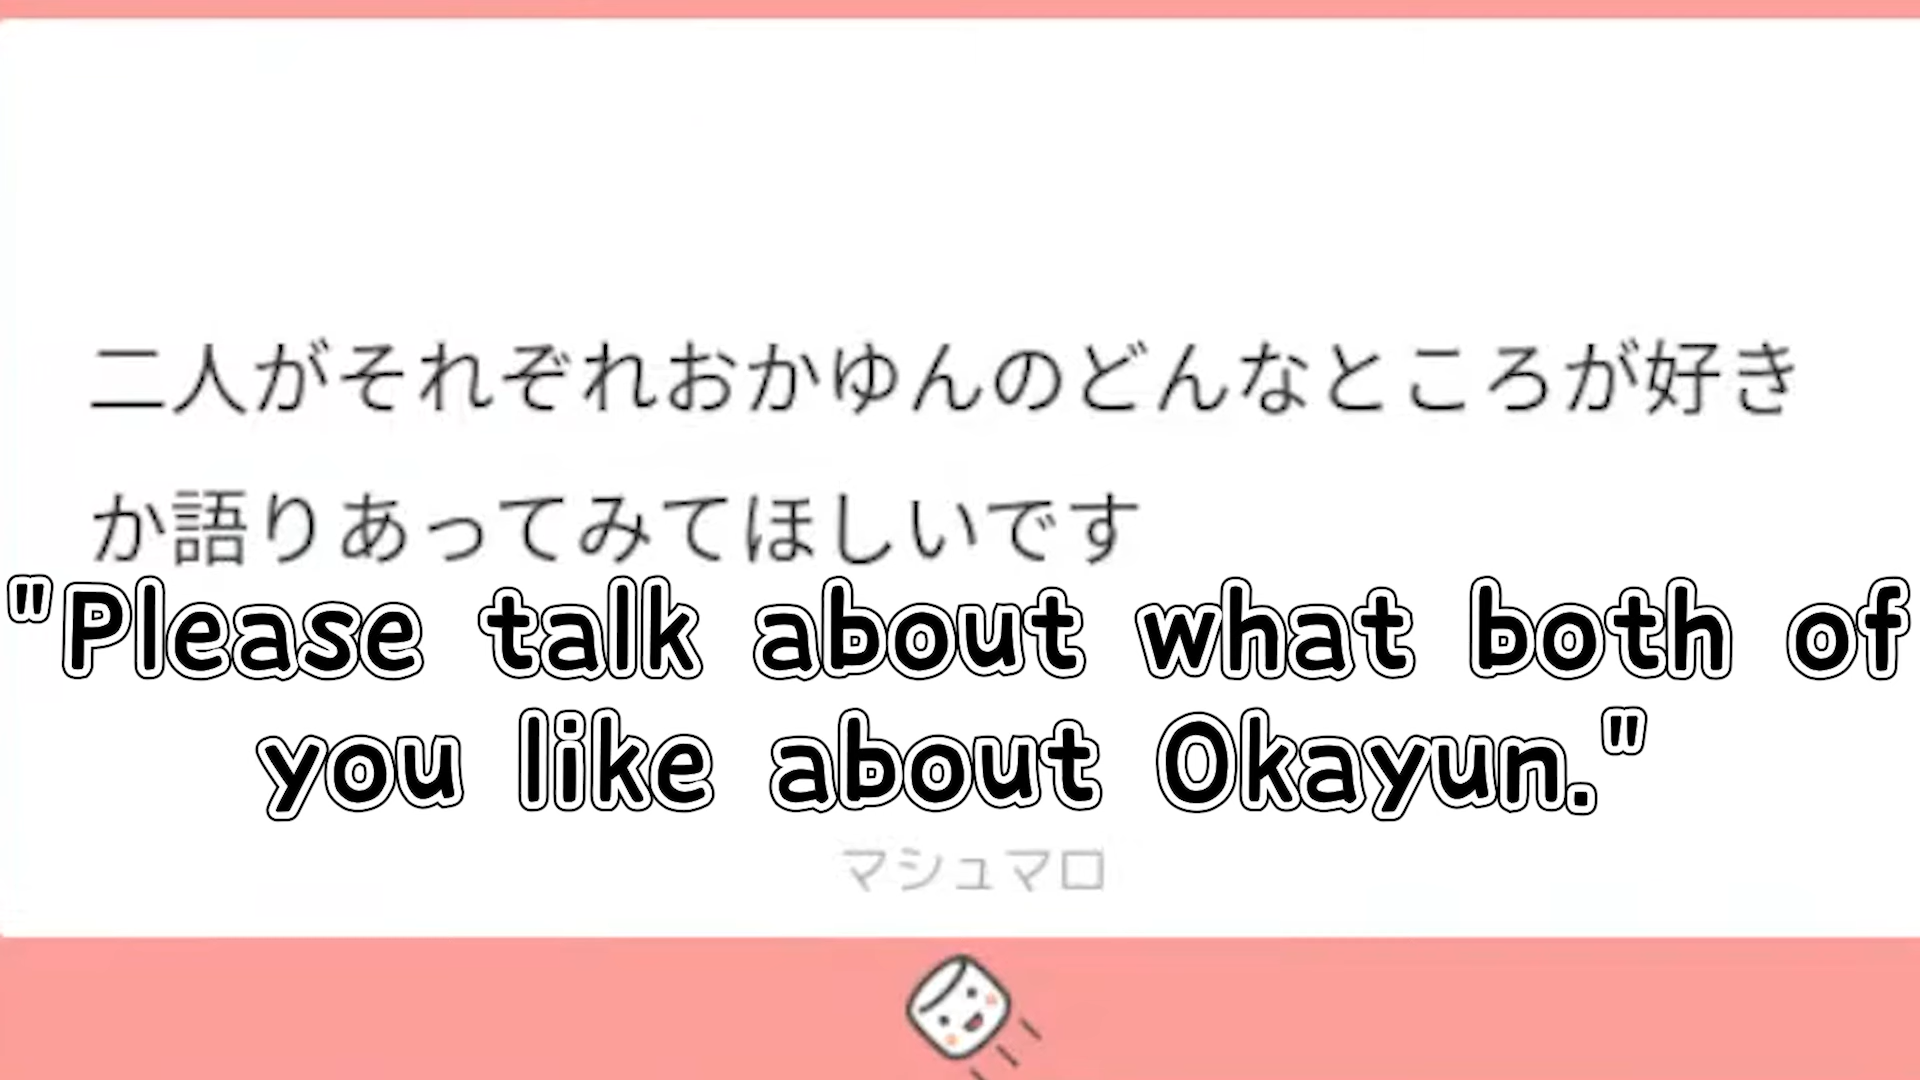 二人がそれぞれおかゆんのどんなところが好き
か語りあってみてほしいです
"Please talk about what both of
you like about Okayun."
マシュマロ